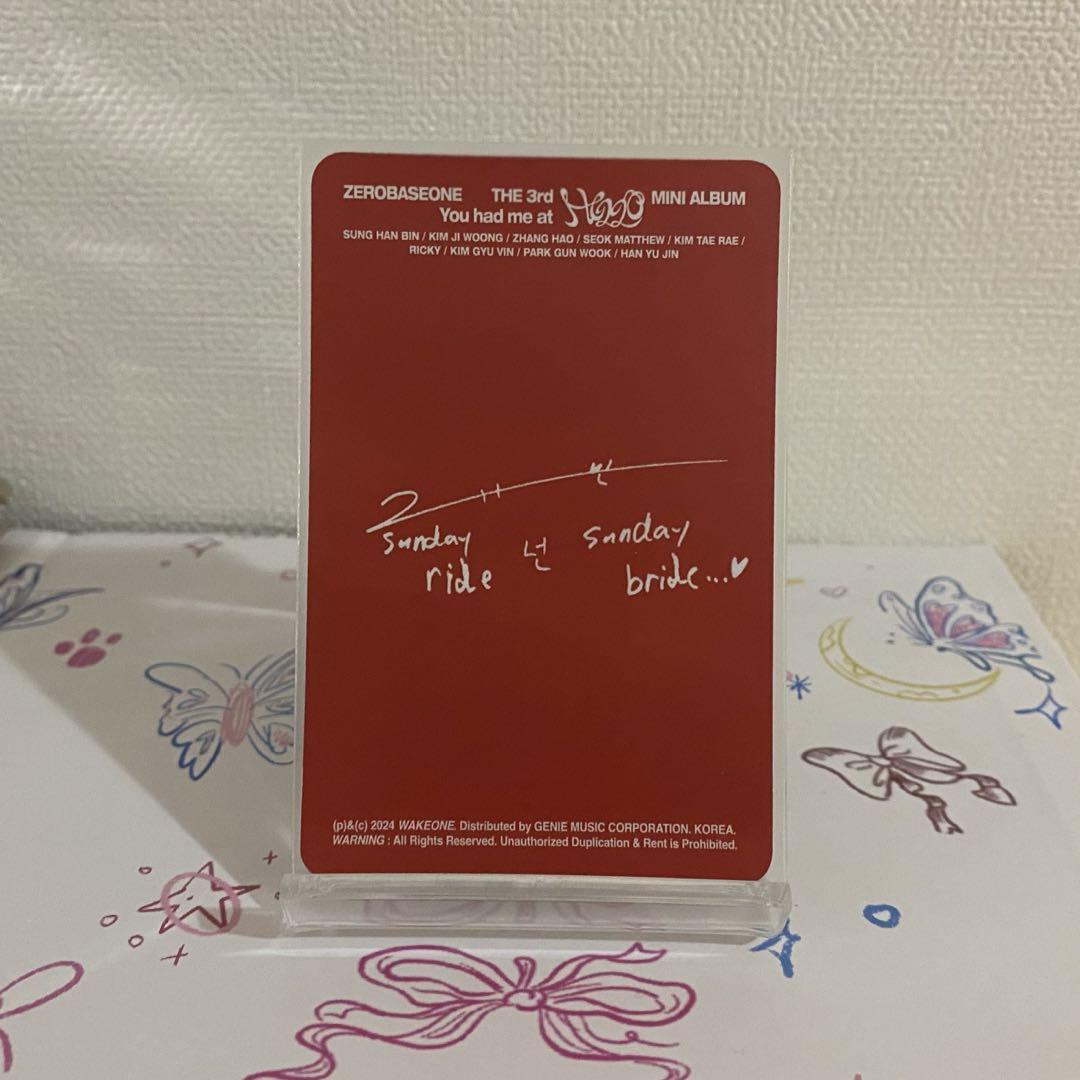 ZEROBASEONE THE 3rd Hello MINI ALBUM
You had me at
SUNG HAN BIN / KIM JI WOONG / ZHANG HAO / SEOK MATTHEW / KIM TAE RAE /
RICKY / KIM GYU VIN / PARK GUN WOOK / HAN YU JIN
빈
sunday 넌 sunday
ride bride...♥
(p)&(c) 2024 WAKEONE. Distributed by GENIE MUSIC CORPORATION. KOREA.
WARNING : All Rights Reserved. Unauthorized Duplication & Rent is Prohibited.